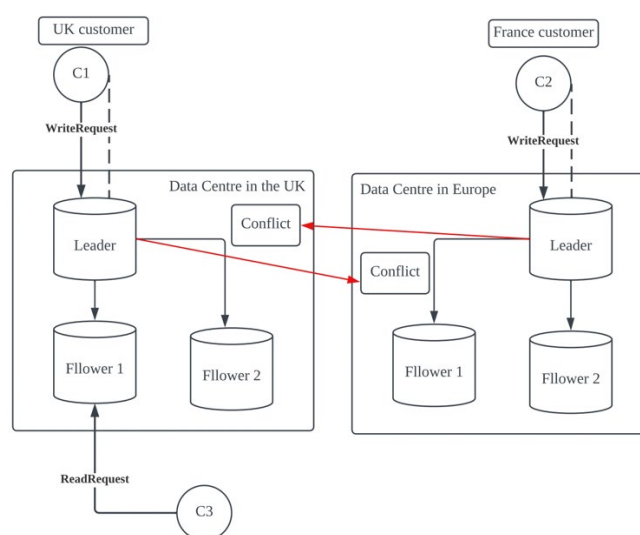 UK customer
France customer
C1
C2
WriteRequest
WriteRequest
Data Centre in the UK
Data Centre in Europe
Conflict
Leader
Leader
Conflict
Fllower 1
Fllower 2
Fllower 1
Fllower 2
ReadRequest
C3